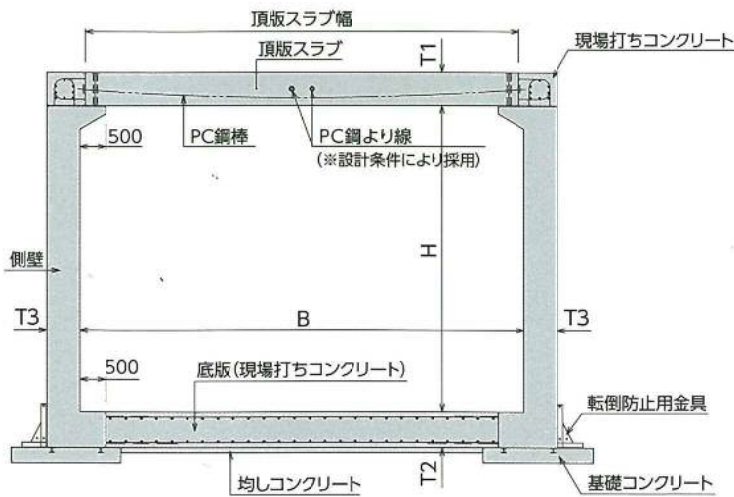 頂版スラブ幅
頂版スラブ
T1
現場打ちコンクリート
PC鋼棒
PC鋼より線
(※設計条件により採用)
500
H
側壁
T3
B
T3
500
底版(現場打ちコンクリート)
転倒防止用金具
均しコンクリート
T2
基礎コンクリート